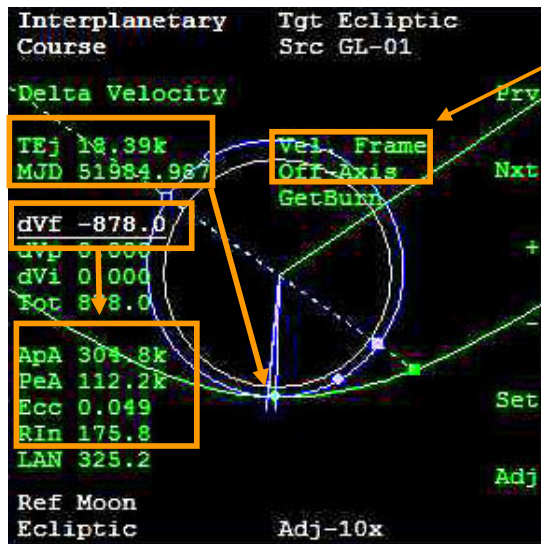 Interplanetary Tgt Ecliptic
Course Src GL-01
Delta Velocity Prv
TEj 18.39k Vel. Frame
MJD 51984.987 Off-Axis Nxt
GetBurn
dVf -878.0
dVp 0.000 +
dVi 0.000
Tot 878.0 -
ApA 304.8k
PeA 112.2k
Ecc 0.049 Set
RIn 175.8
LAN 325.2
Adj
Ref Moon
Ecliptic Adj-10x